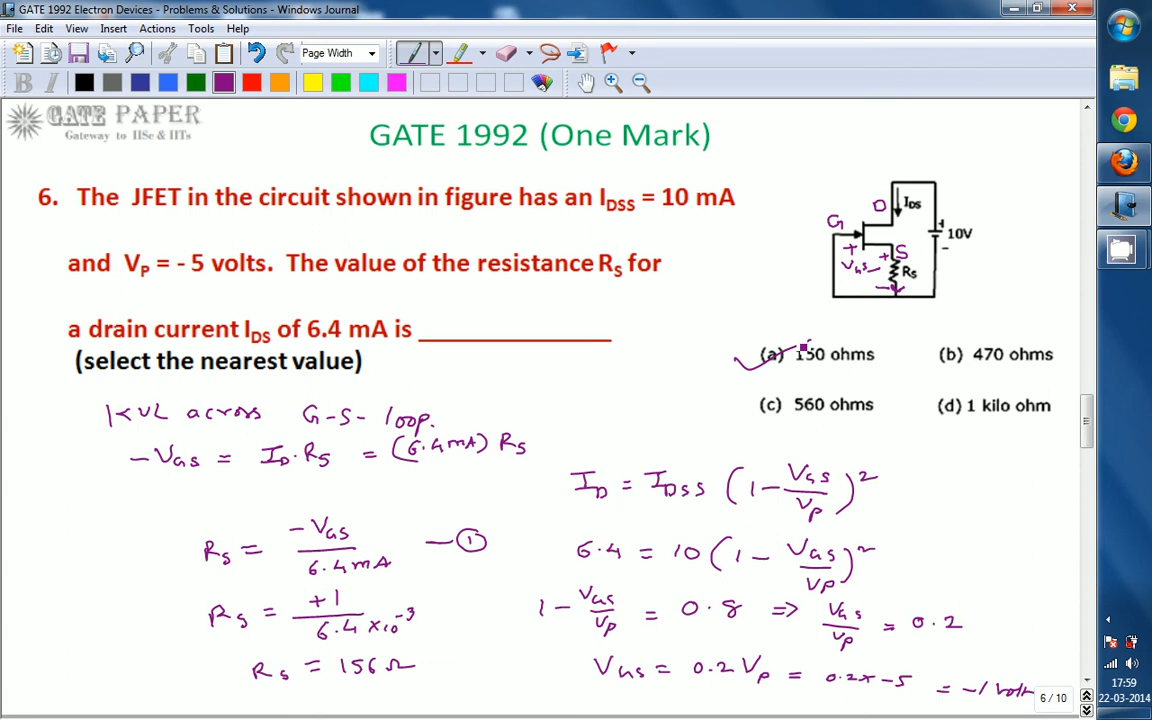 GATE 1992 Electron Devices - Problems & Solutions - Windows Journal
File Edit View Insert Actions Tools Help
Page Width
GATE PAPER
Gateway to IISc & IITs
GATE 1992 (One Mark)
6. The JFET in the circuit shown in figure has an IDSS = 10 mA
and VP = - 5 volts. The value of the resistance RS for
a drain current IDS of 6.4 mA is ____________
(select the nearest value)
D IDS
G
+ 10V -
+ VGS -
+ S
RS
-
(a) 150 ohms (b) 470 ohms
(c) 560 ohms (d) 1 kilo ohm
KVL across G-S- loop.
-VGS = ID.RS = (6.4mA) RS
RS = -VGS / 6.4mA —①
RS = +1 / 6.4 x10^-3
RS = 156Ω
ID = IDSS (1 - VGS/VP)^2
6.4 = 10 (1 - VGS/VP)^2
1 - VGS/VP = 0.8 => VGS/VP = 0.2
VGS = 0.2 VP = 0.2x -5 = -1 Volt
6 / 10
17:59
22-03-2014